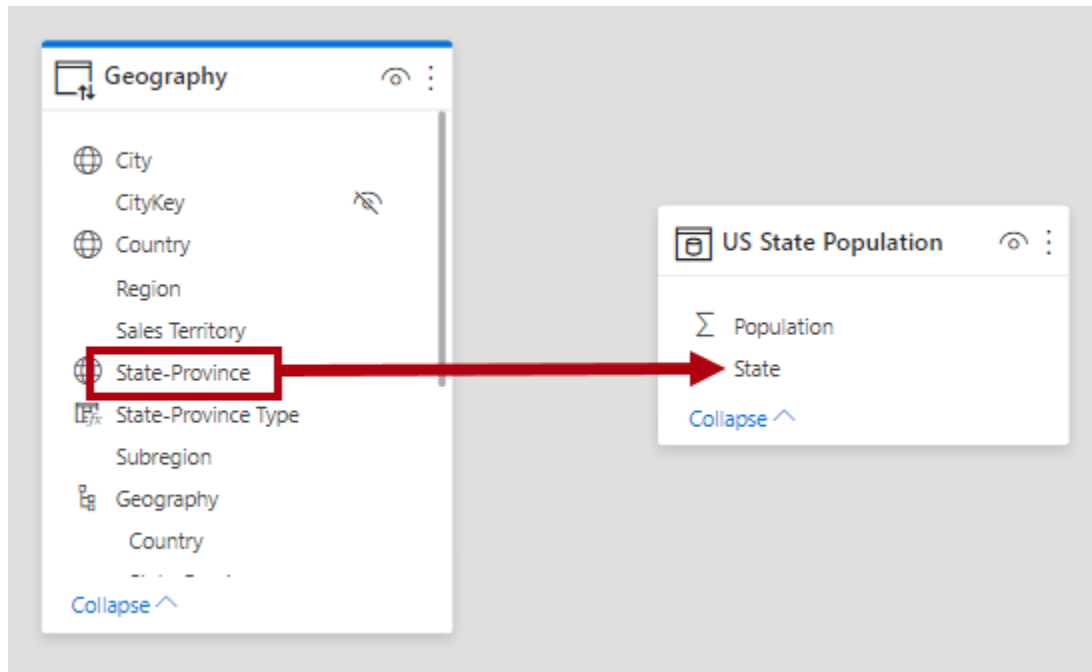 Geography
City
CityKey
Country
Region
Sales Territory
State-Province
State-Province Type
Subregion
Geography
Country
Collapse
US State Population
Σ Population
State
Collapse